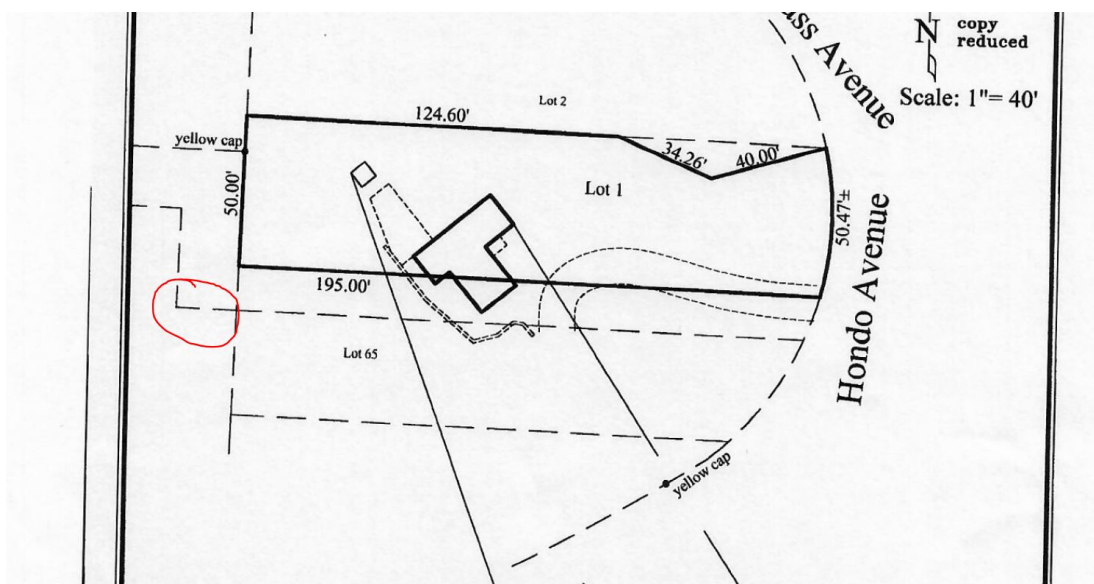 N
copy
reduced
Scale: 1"= 40'
Avenue
Lot 2
124.60'
yellow cap
34.26'
40.00'
Lot 1
50.00'
50.47'±
Hondo Avenue
195.00'
Lot 65
yellow cap